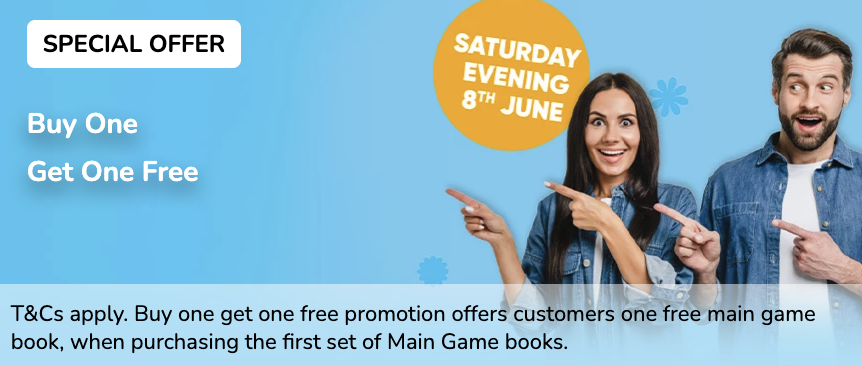 SPECIAL OFFER
Buy One
Get One Free
SATURDAY
EVENING
8TH JUNE
T&Cs apply. Buy one get one free promotion offers customers one free main game
book, when purchasing the first set of Main Game books.